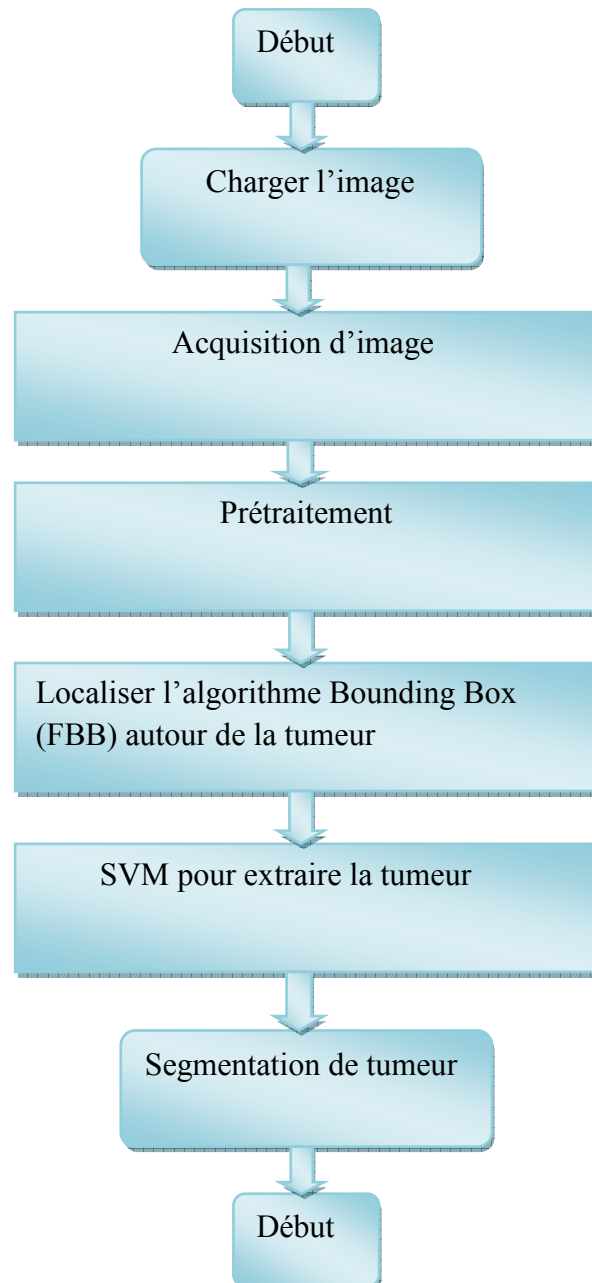 Début
Charger l’image
Acquisition d’image
Prétraitement
Localiser l’algorithme Bounding Box
(FBB) autour de la tumeur
SVM pour extraire la tumeur
Segmentation de tumeur
Début